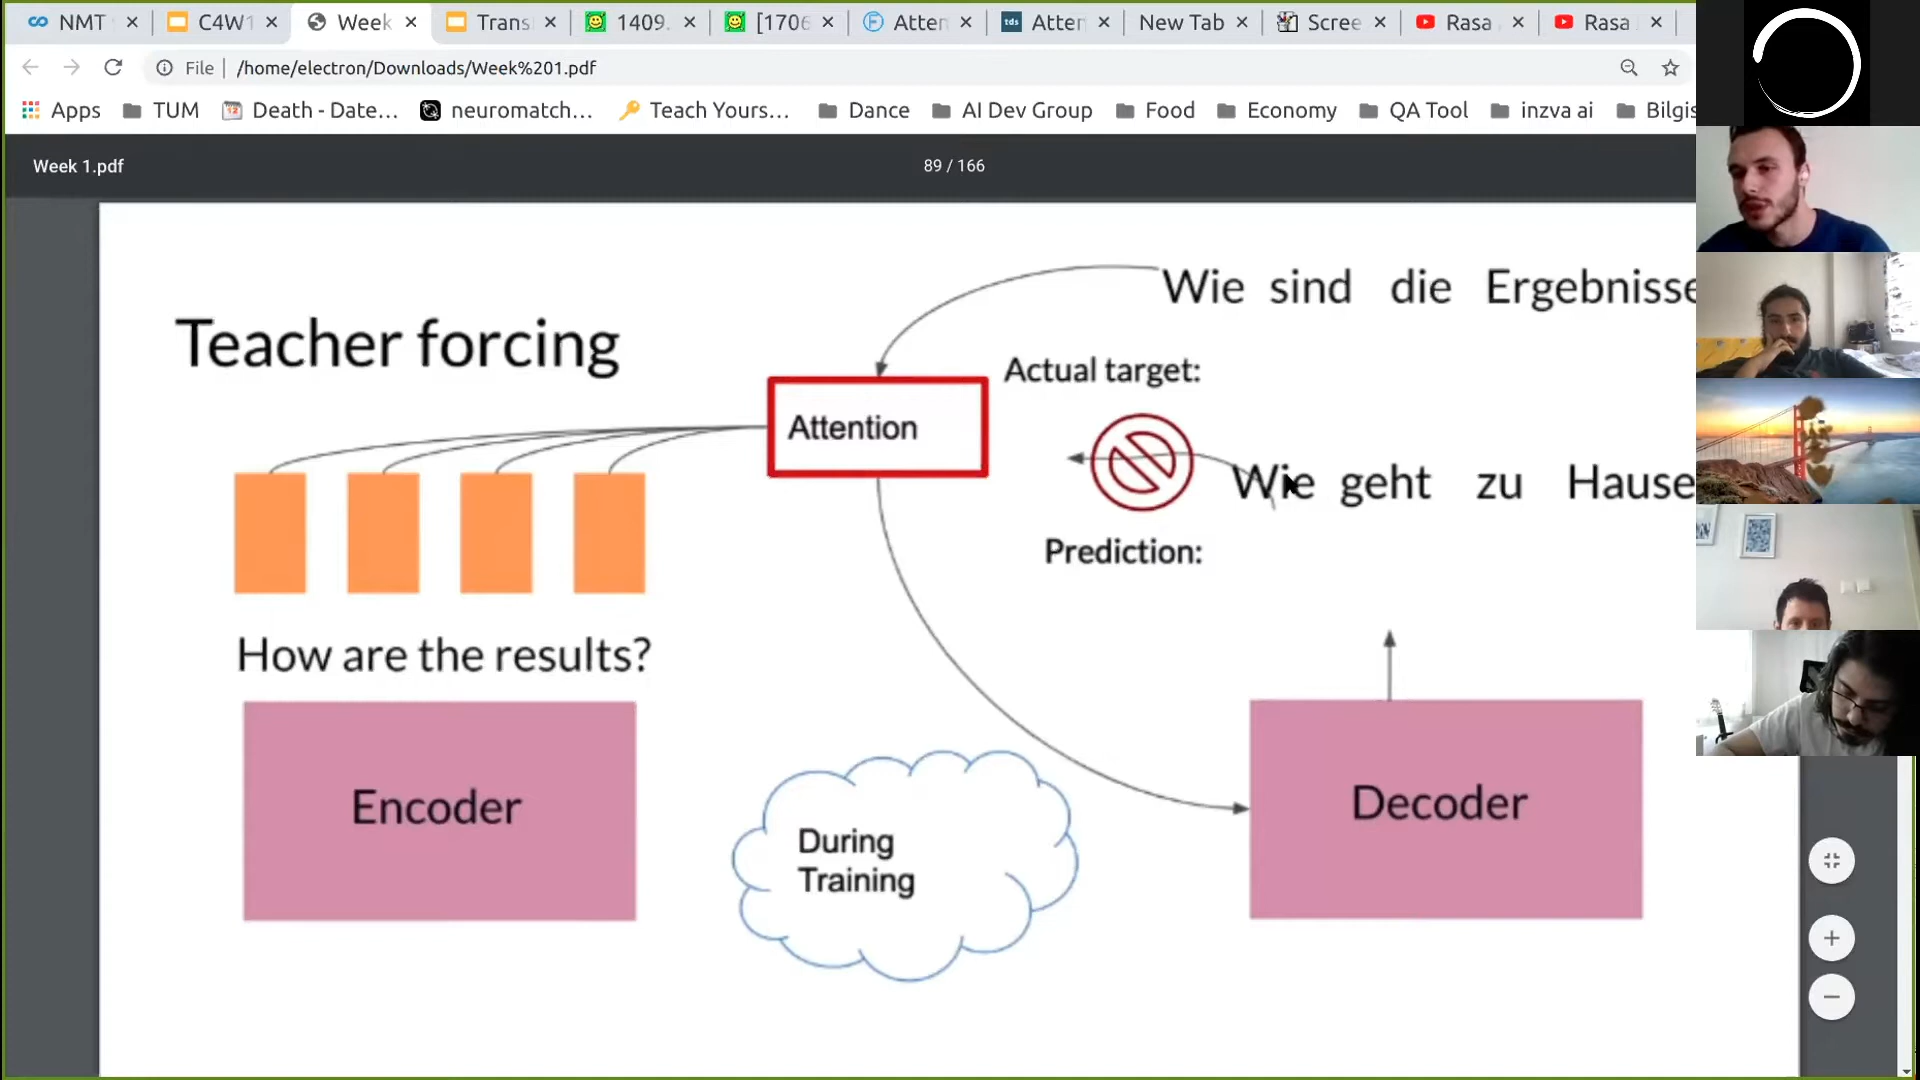 NMT
C4W1
Week
Trans
1409.
[1706
Atten
tds
Atten
New Tab
Scree
Rasa
Rasa
File
/home/electron/Downloads/Week%201.pdf
Apps
TUM
Death - Date...
neuromatch...
Teach Yours...
Dance
AI Dev Group
Food
Economy
QA Tool
inzva ai
Bilgis
Week 1.pdf
89 / 166
Wie sind die Ergebnisse
Teacher forcing
Actual target:
Attention
Wie geht zu Hause
Prediction:
How are the results?
Encoder
During
Training
Decoder